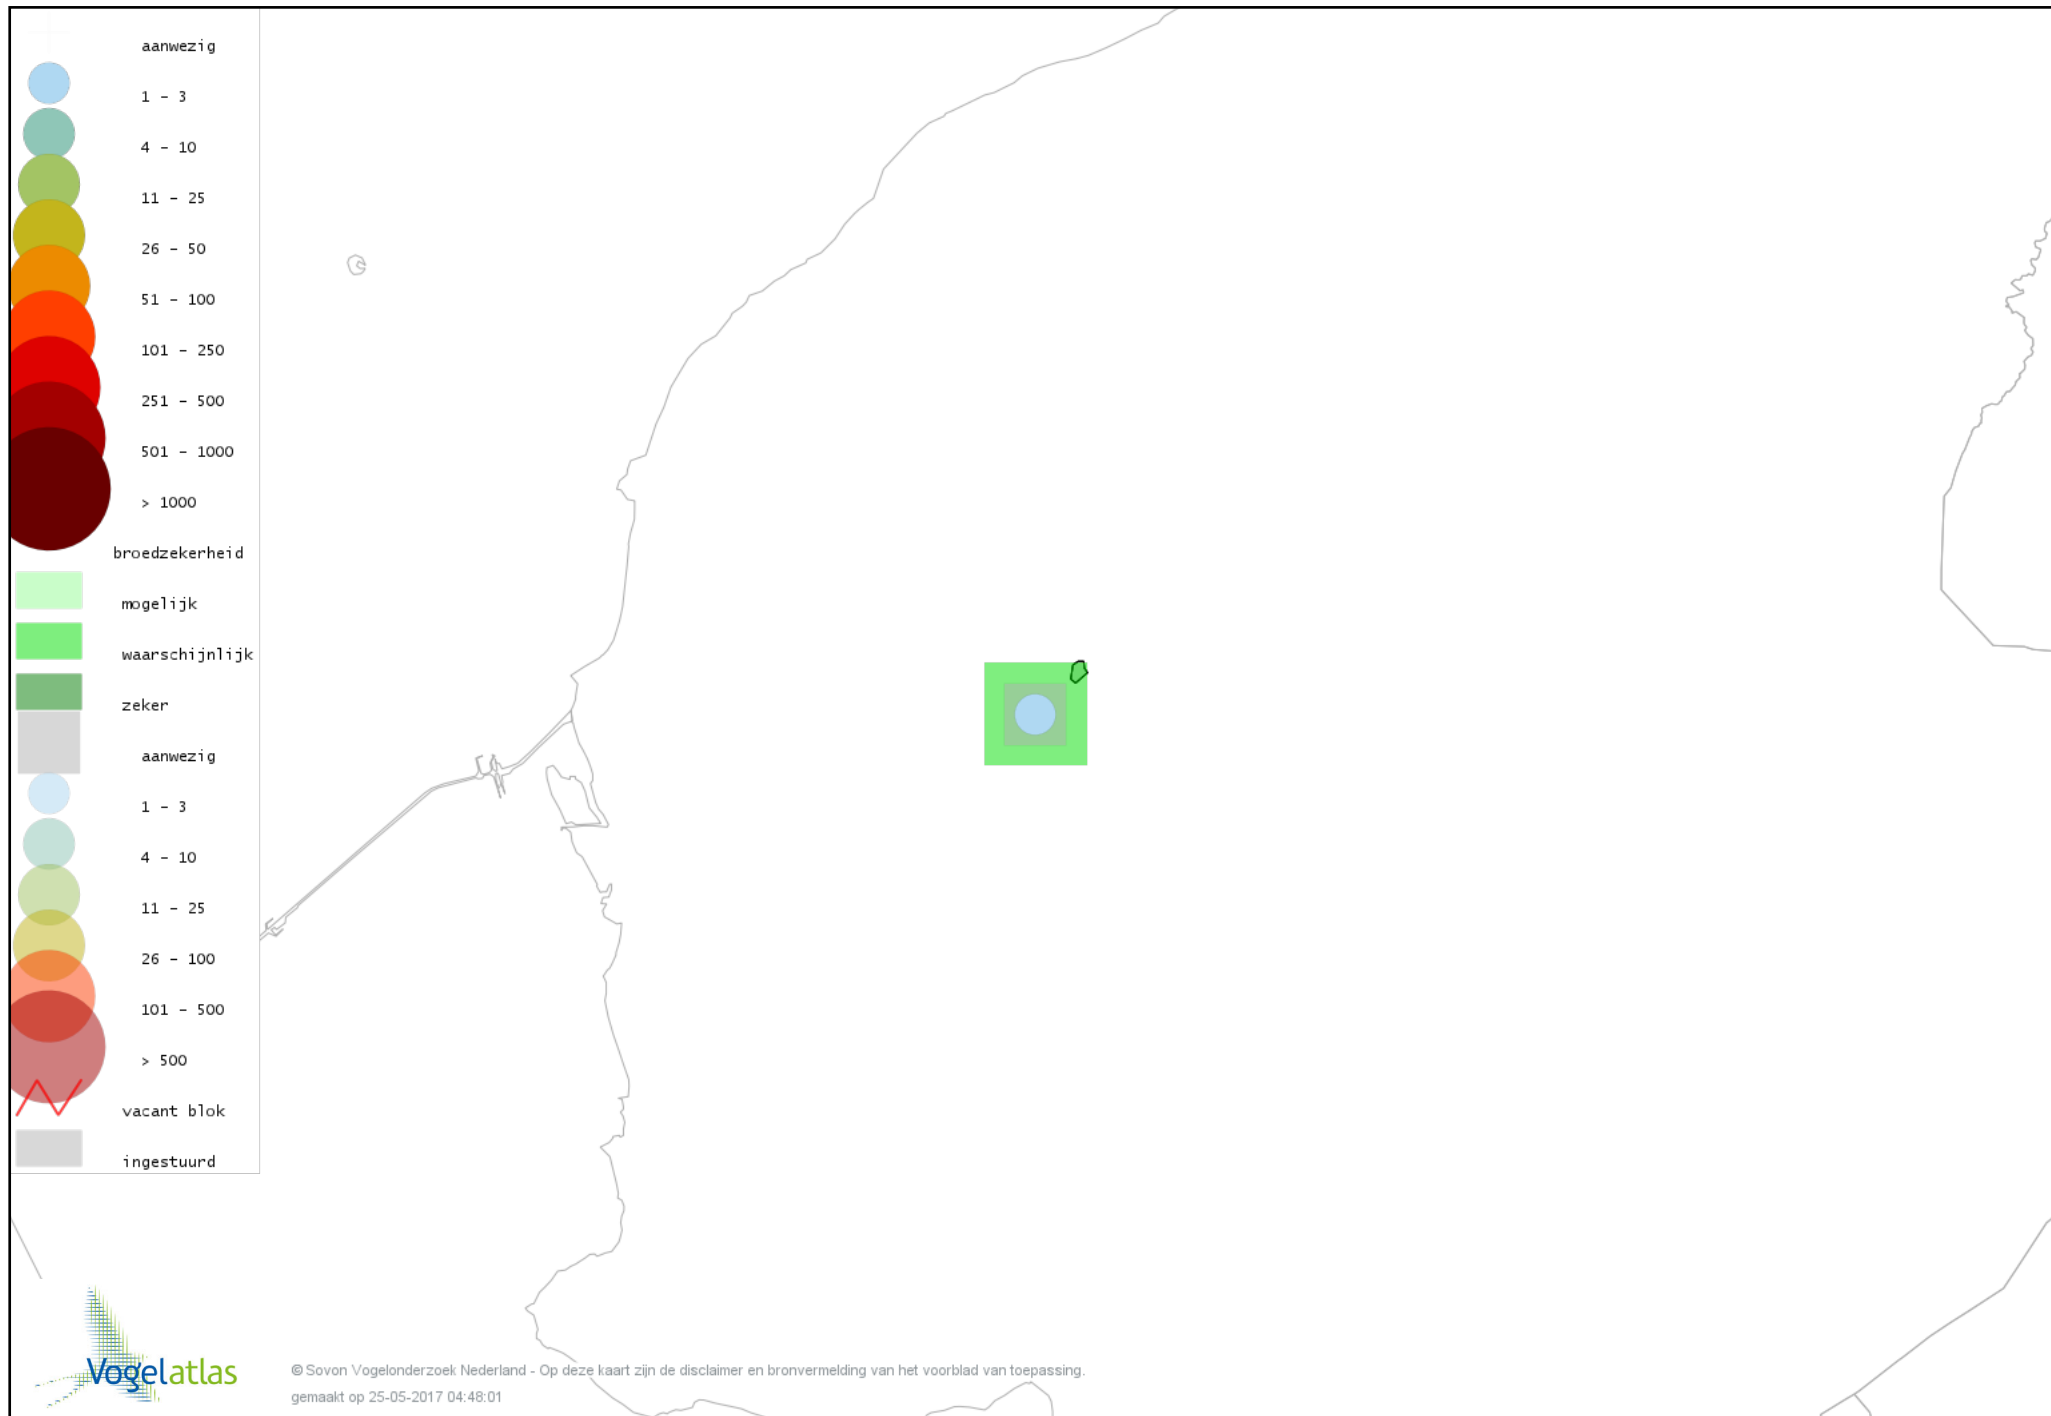 aanwezig
1 - 3
4 - 10
11 - 25
26 - 50
51 - 100
101 - 250
251 - 500
501 - 1000
> 1000
broedzekerheid
mogelijk
waarschijnlijk
zeker
aanwezig
1 - 3
4 - 10
11 - 25
26 - 100
101 - 500
> 500
vacant blok
ingestuurd
Vogelatlas
© Sovon Vogelonderzoek Nederland - Op deze kaart zijn de disclaimer en bronvermelding van het voorblad van toepassing.
gemaakt op 25-05-2017 04:48:01